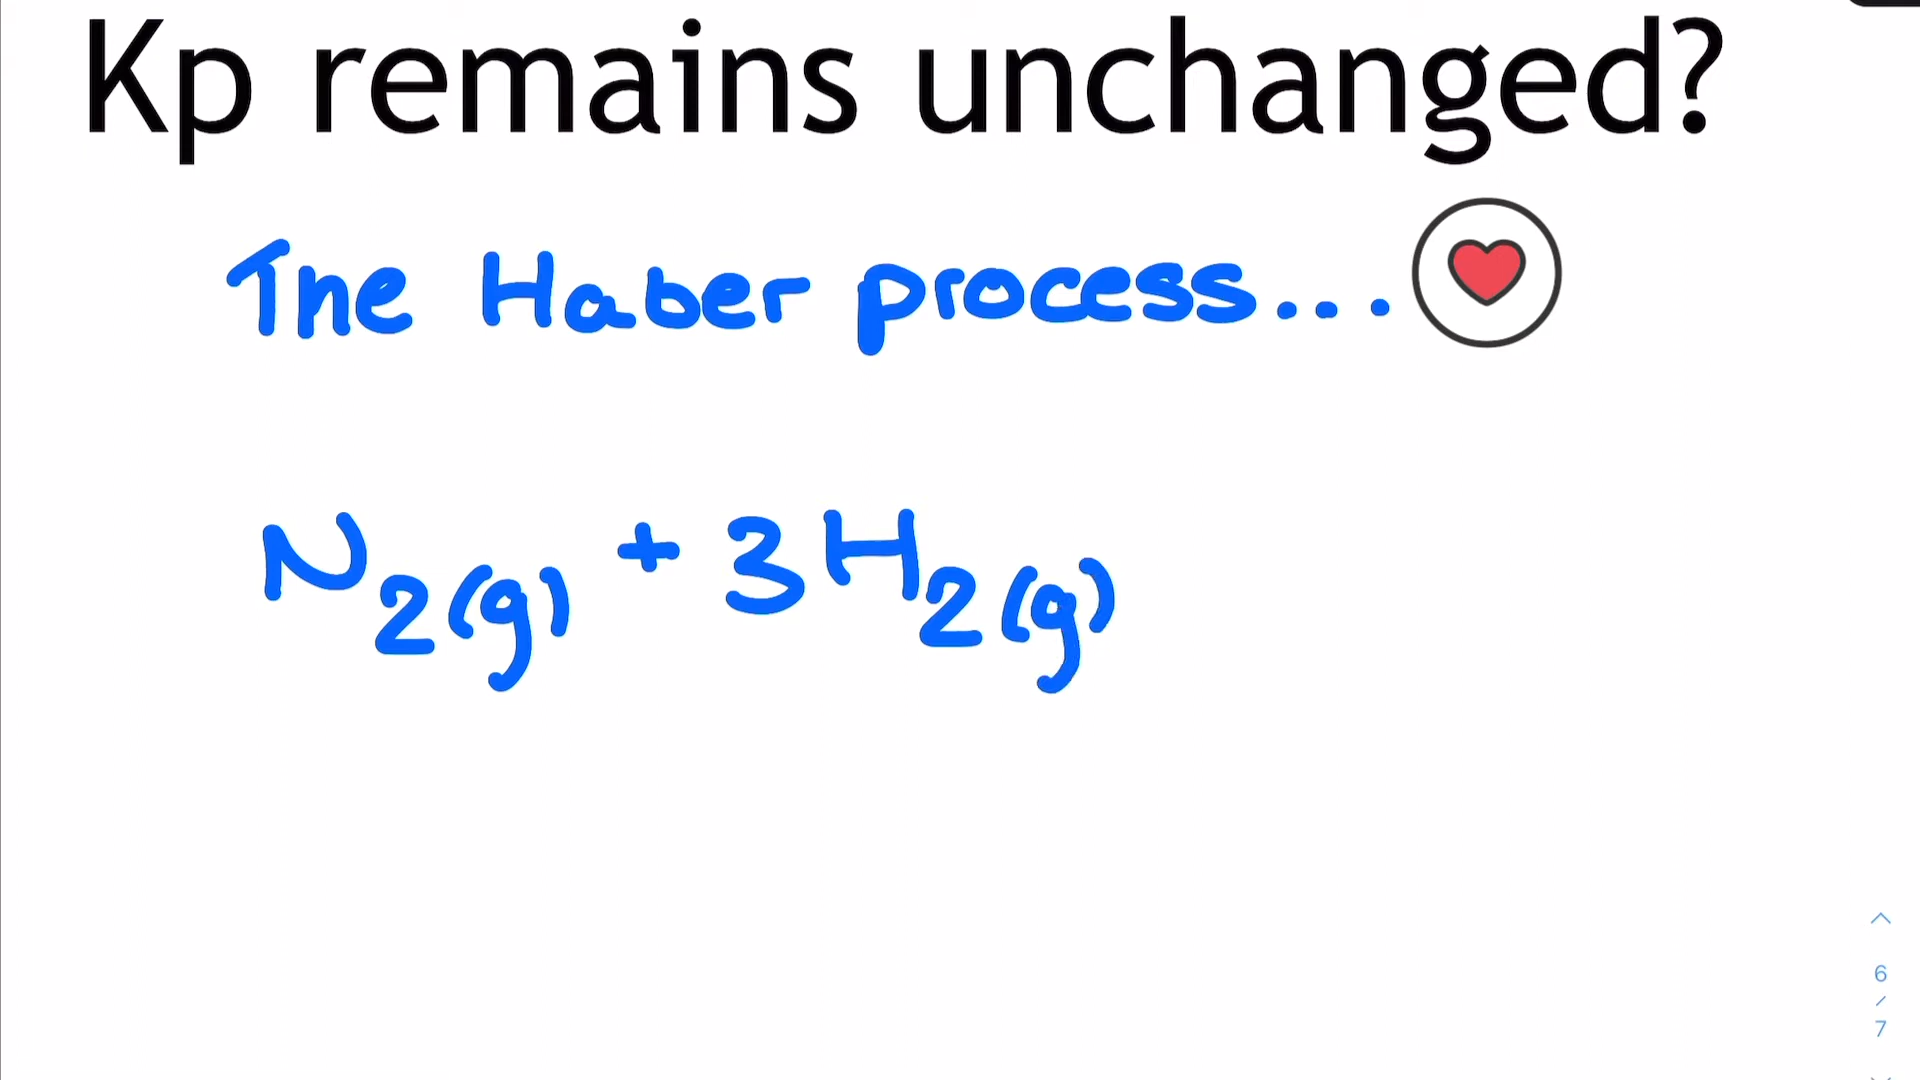 Kp remains unchanged?
The Haber process...
N2(g) + 3H2(g)
6
/
7